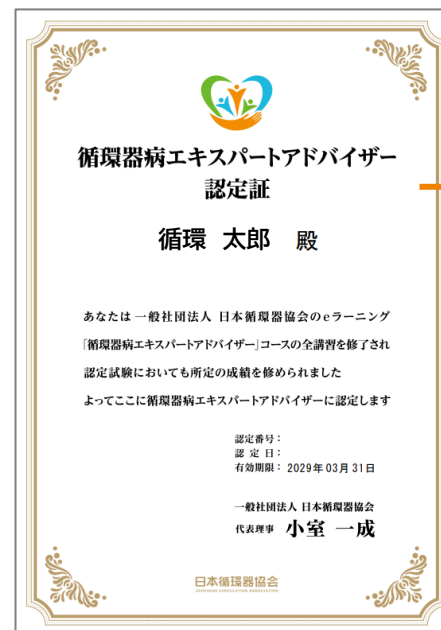 循環器病エキスパートアドバイザー
認定証
循環 太郎 殿
あなたは 一般社団法人 日本循環器協会のeラーニング
「循環器病エキスパートアドバイザー」コースの全講習を修了され
認定試験においても所定の成績を修められました
よってここに循環器病エキスパートアドバイザーに認定します
認定番号：
認 定 日：
有効期限： 2029年03月31日
一般社団法人 日本循環器協会
代表理事 小室 一成
日本循環器協会
JAPANESE CIRCULATION ASSOCIATION